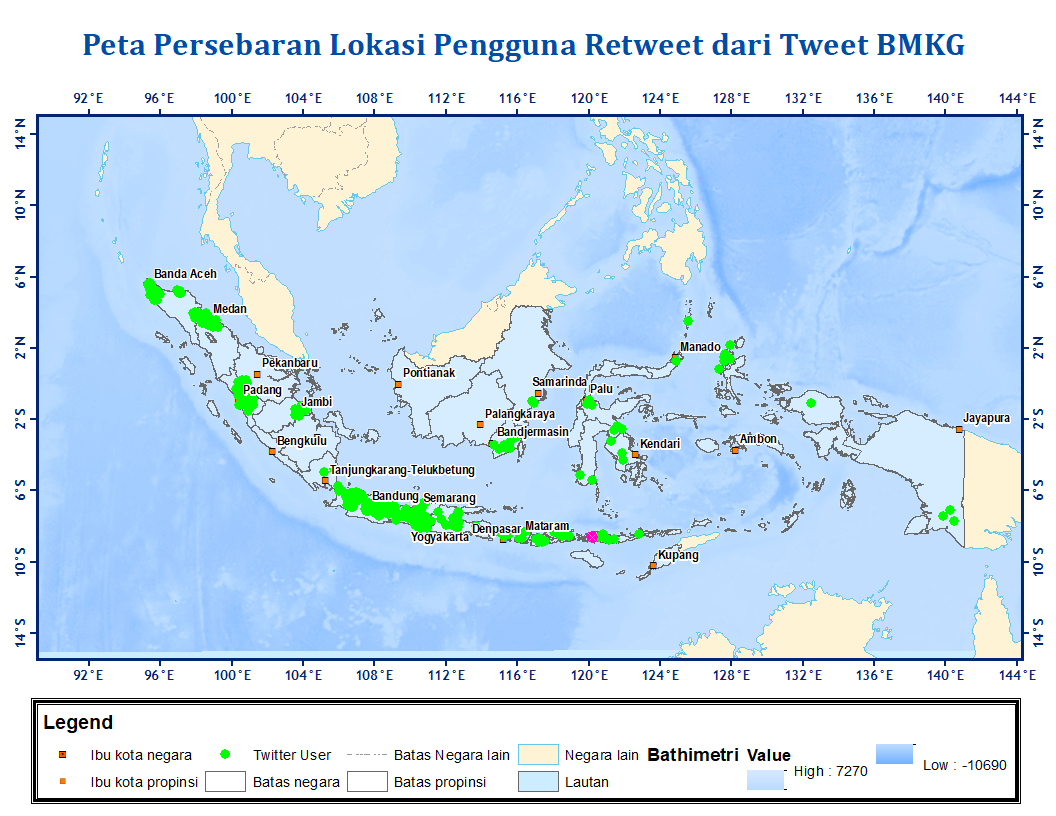 Peta Persebaran Lokasi Pengguna Retweet dari Tweet BMKG
92°E 96°E 100°E 104°E 108°E 112°E 116°E 120°E 124°E 128°E 132°E 136°E 140°E 144°E
14°N 14°N
10°N 10°N
6°N 6°N
Banda Aceh
Medan
2°N Manado 2°N
Pekanbaru
Pontianak
Padang Samarinda Palu
Jambi
2°S Palangkaraya Jayapura 2°S
Bandjermasin
Bengkulu Kendari Ambon
Tanjungkarang-Telukbetung
6°S 6°S
Bandung Semarang
Yogyakarta Denpasar Mataram
Kupang
10°S 10°S
14°S 14°S
92°E 96°E 100°E 104°E 108°E 112°E 116°E 120°E 124°E 128°E 132°E 136°E 140°E 144°E
Legend
Ibu kota negara Twitter User Batas Negara lain Negara lain Bathimetri Value
Ibu kota propinsi Batas negara Batas propinsi Lautan High : 7270 Low : -10690